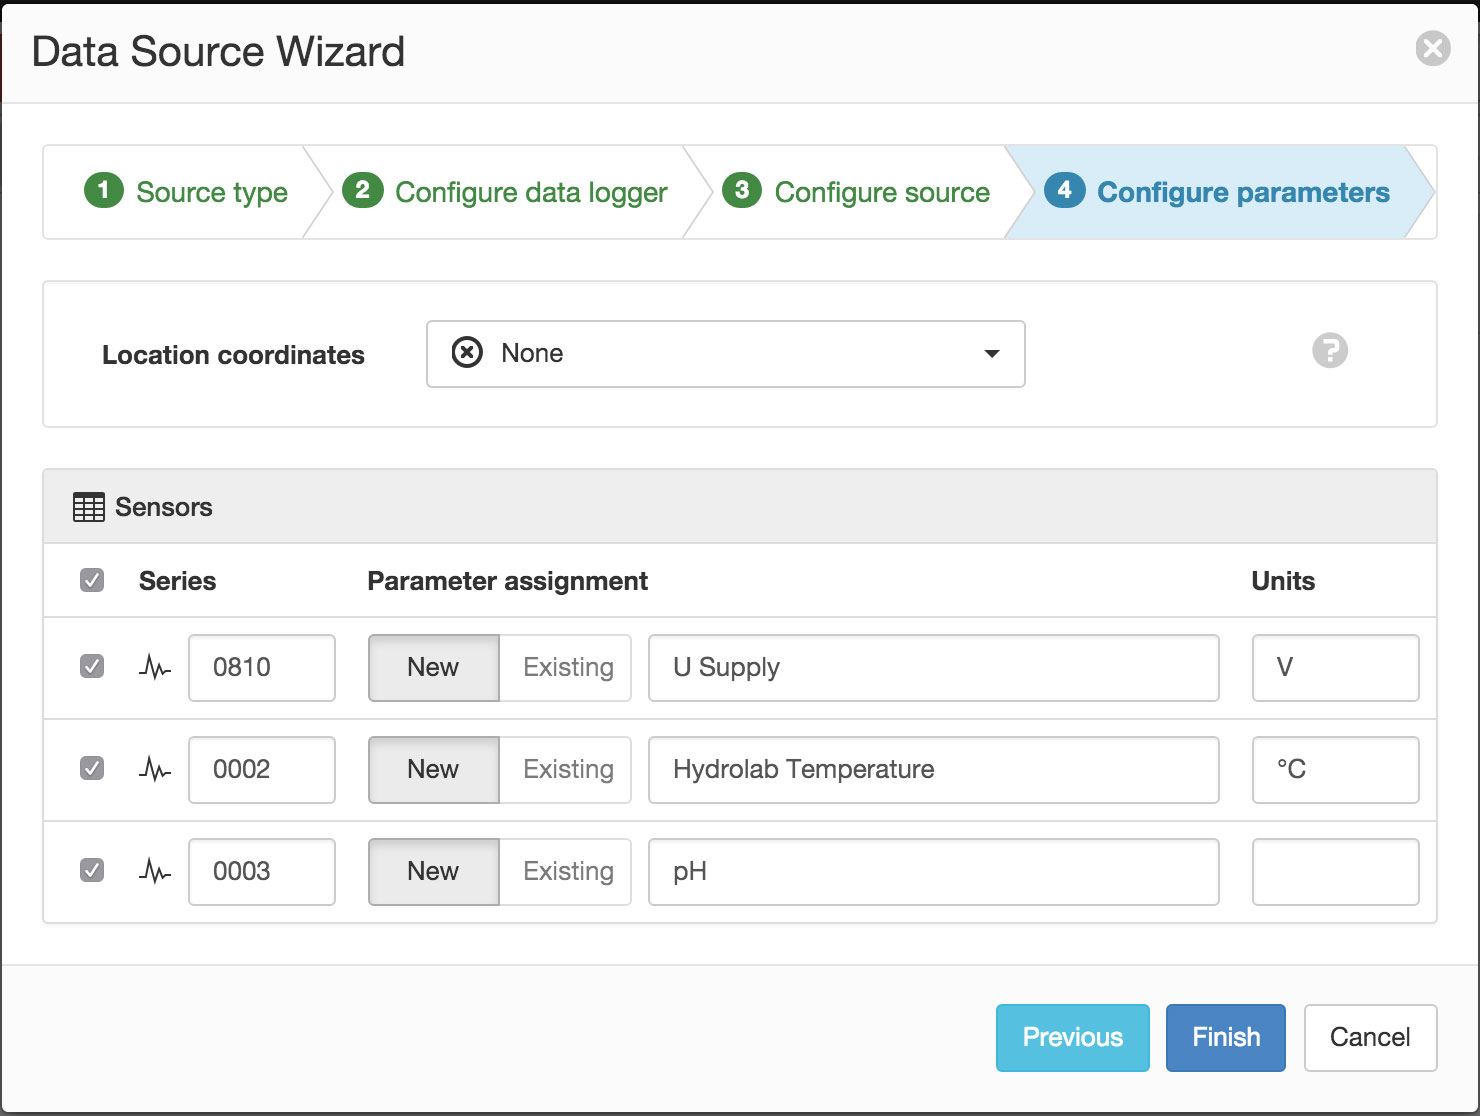 Data Source Wizard
1 Source type 2 Configure data logger 3 Configure source 4 Configure parameters
Location coordinates None ?
Sensors
Series Parameter assignment Units
0810 New Existing U Supply V
0002 New Existing Hydrolab Temperature °C
0003 New Existing pH
Previous Finish Cancel